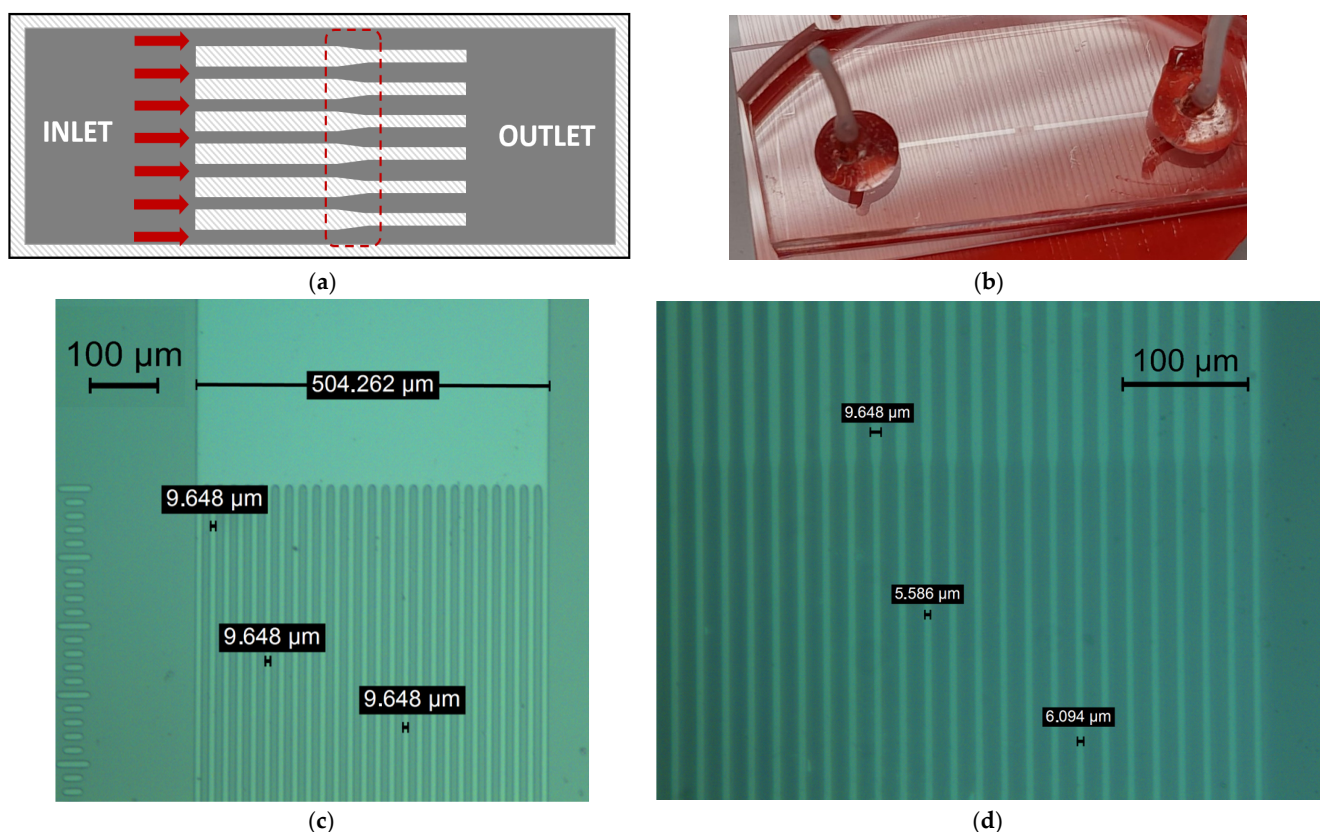 INLET
OUTLET
(a)
(b)
100 µm
504.262 µm
9.648 µm
9.648 µm
9.648 µm
(c)
100 µm
9.648 µm
5.586 µm
6.094 µm
(d)